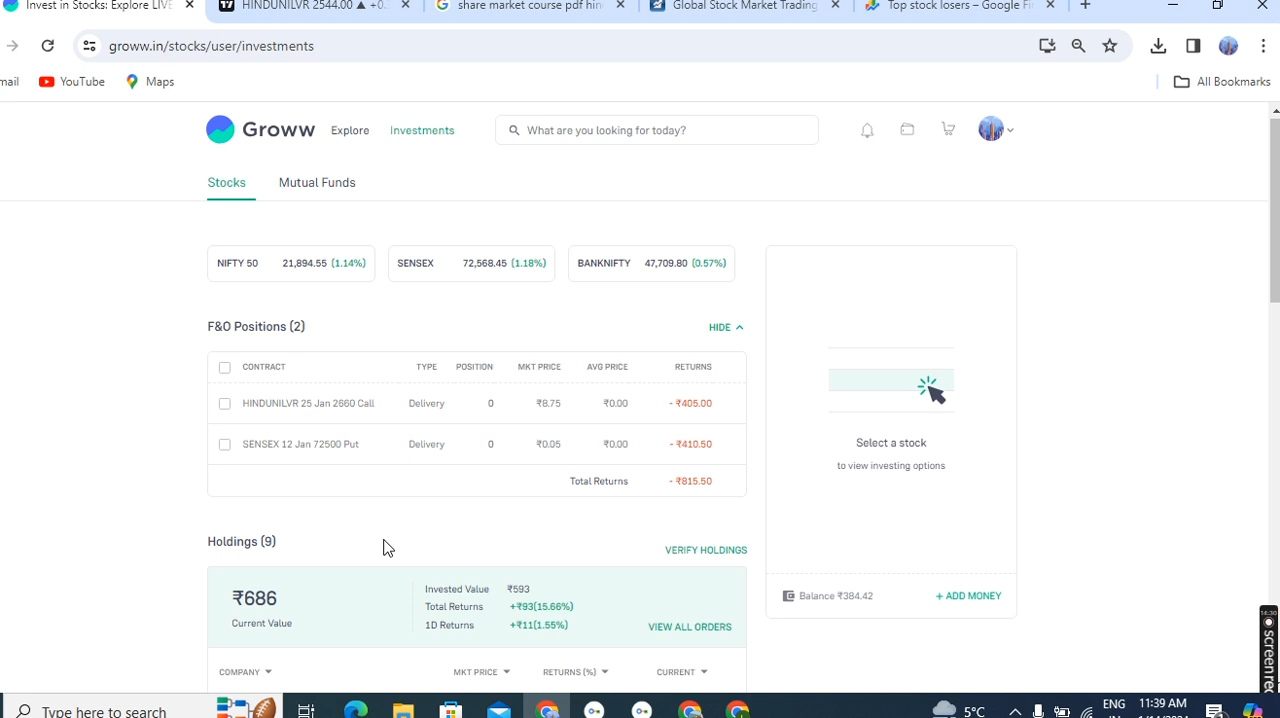 Invest in Stocks: Explore LIVE
HINDUNILVR 2544.00 ▲ +0.
share market course pdf hin
Global Stock Market Trading
Top stock losers – Google Fi
groww.in/stocks/user/investments
mail
YouTube
Maps
All Bookmarks
Groww
Explore
Investments
What are you looking for today?
Stocks
Mutual Funds
NIFTY 50 21,894.55 (1.14%)
SENSEX 72,568.45 (1.18%)
BANKNIFTY 47,709.80 (0.57%)
F&O Positions (2)
HIDE
CONTRACT TYPE POSITION MKT PRICE AVG PRICE RETURNS
HINDUNILVR 25 Jan 2660 Call Delivery 0 ₹8.75 ₹0.00 - ₹405.00
SENSEX 12 Jan 72500 Put Delivery 0 ₹0.05 ₹0.00 - ₹410.50
Total Returns - ₹815.50
Select a stock
to view investing options
Balance ₹384.42
+ ADD MONEY
Holdings (9)
VERIFY HOLDINGS
₹686
Current Value
Invested Value ₹593
Total Returns +₹93(15.66%)
1D Returns +₹11(1.55%)
VIEW ALL ORDERS
COMPANY MKT PRICE RETURNS (%) CURRENT
14:30
screen rec
Type here to search
5°C
ENG
IN
11:39 AM